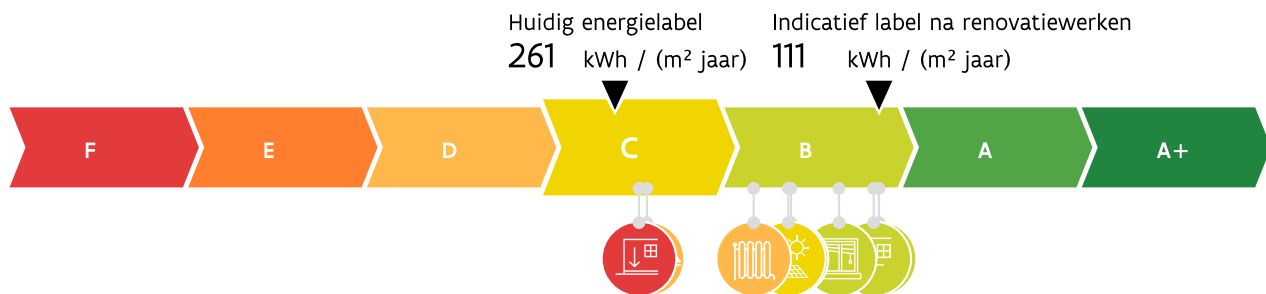 Huidig energielabel
261 kWh / (m² jaar)
Indicatief label na renovatiewerken
111 kWh / (m² jaar)
F E D C B A A+